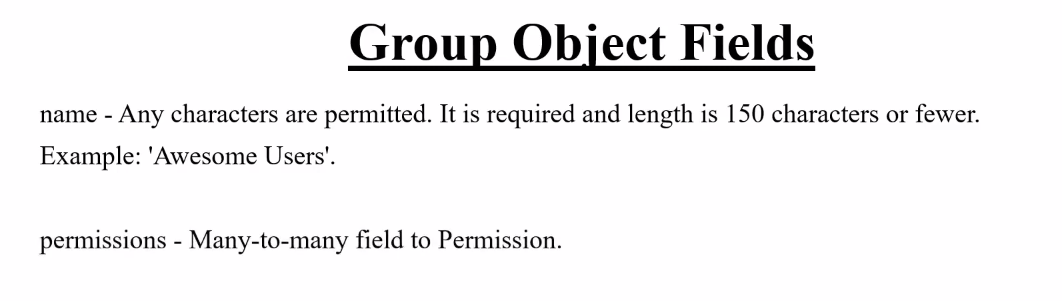 Group Object Fields
name - Any characters are permitted. It is required and length is 150 characters or fewer.
Example: 'Awesome Users'.
permissions - Many-to-many field to Permission.